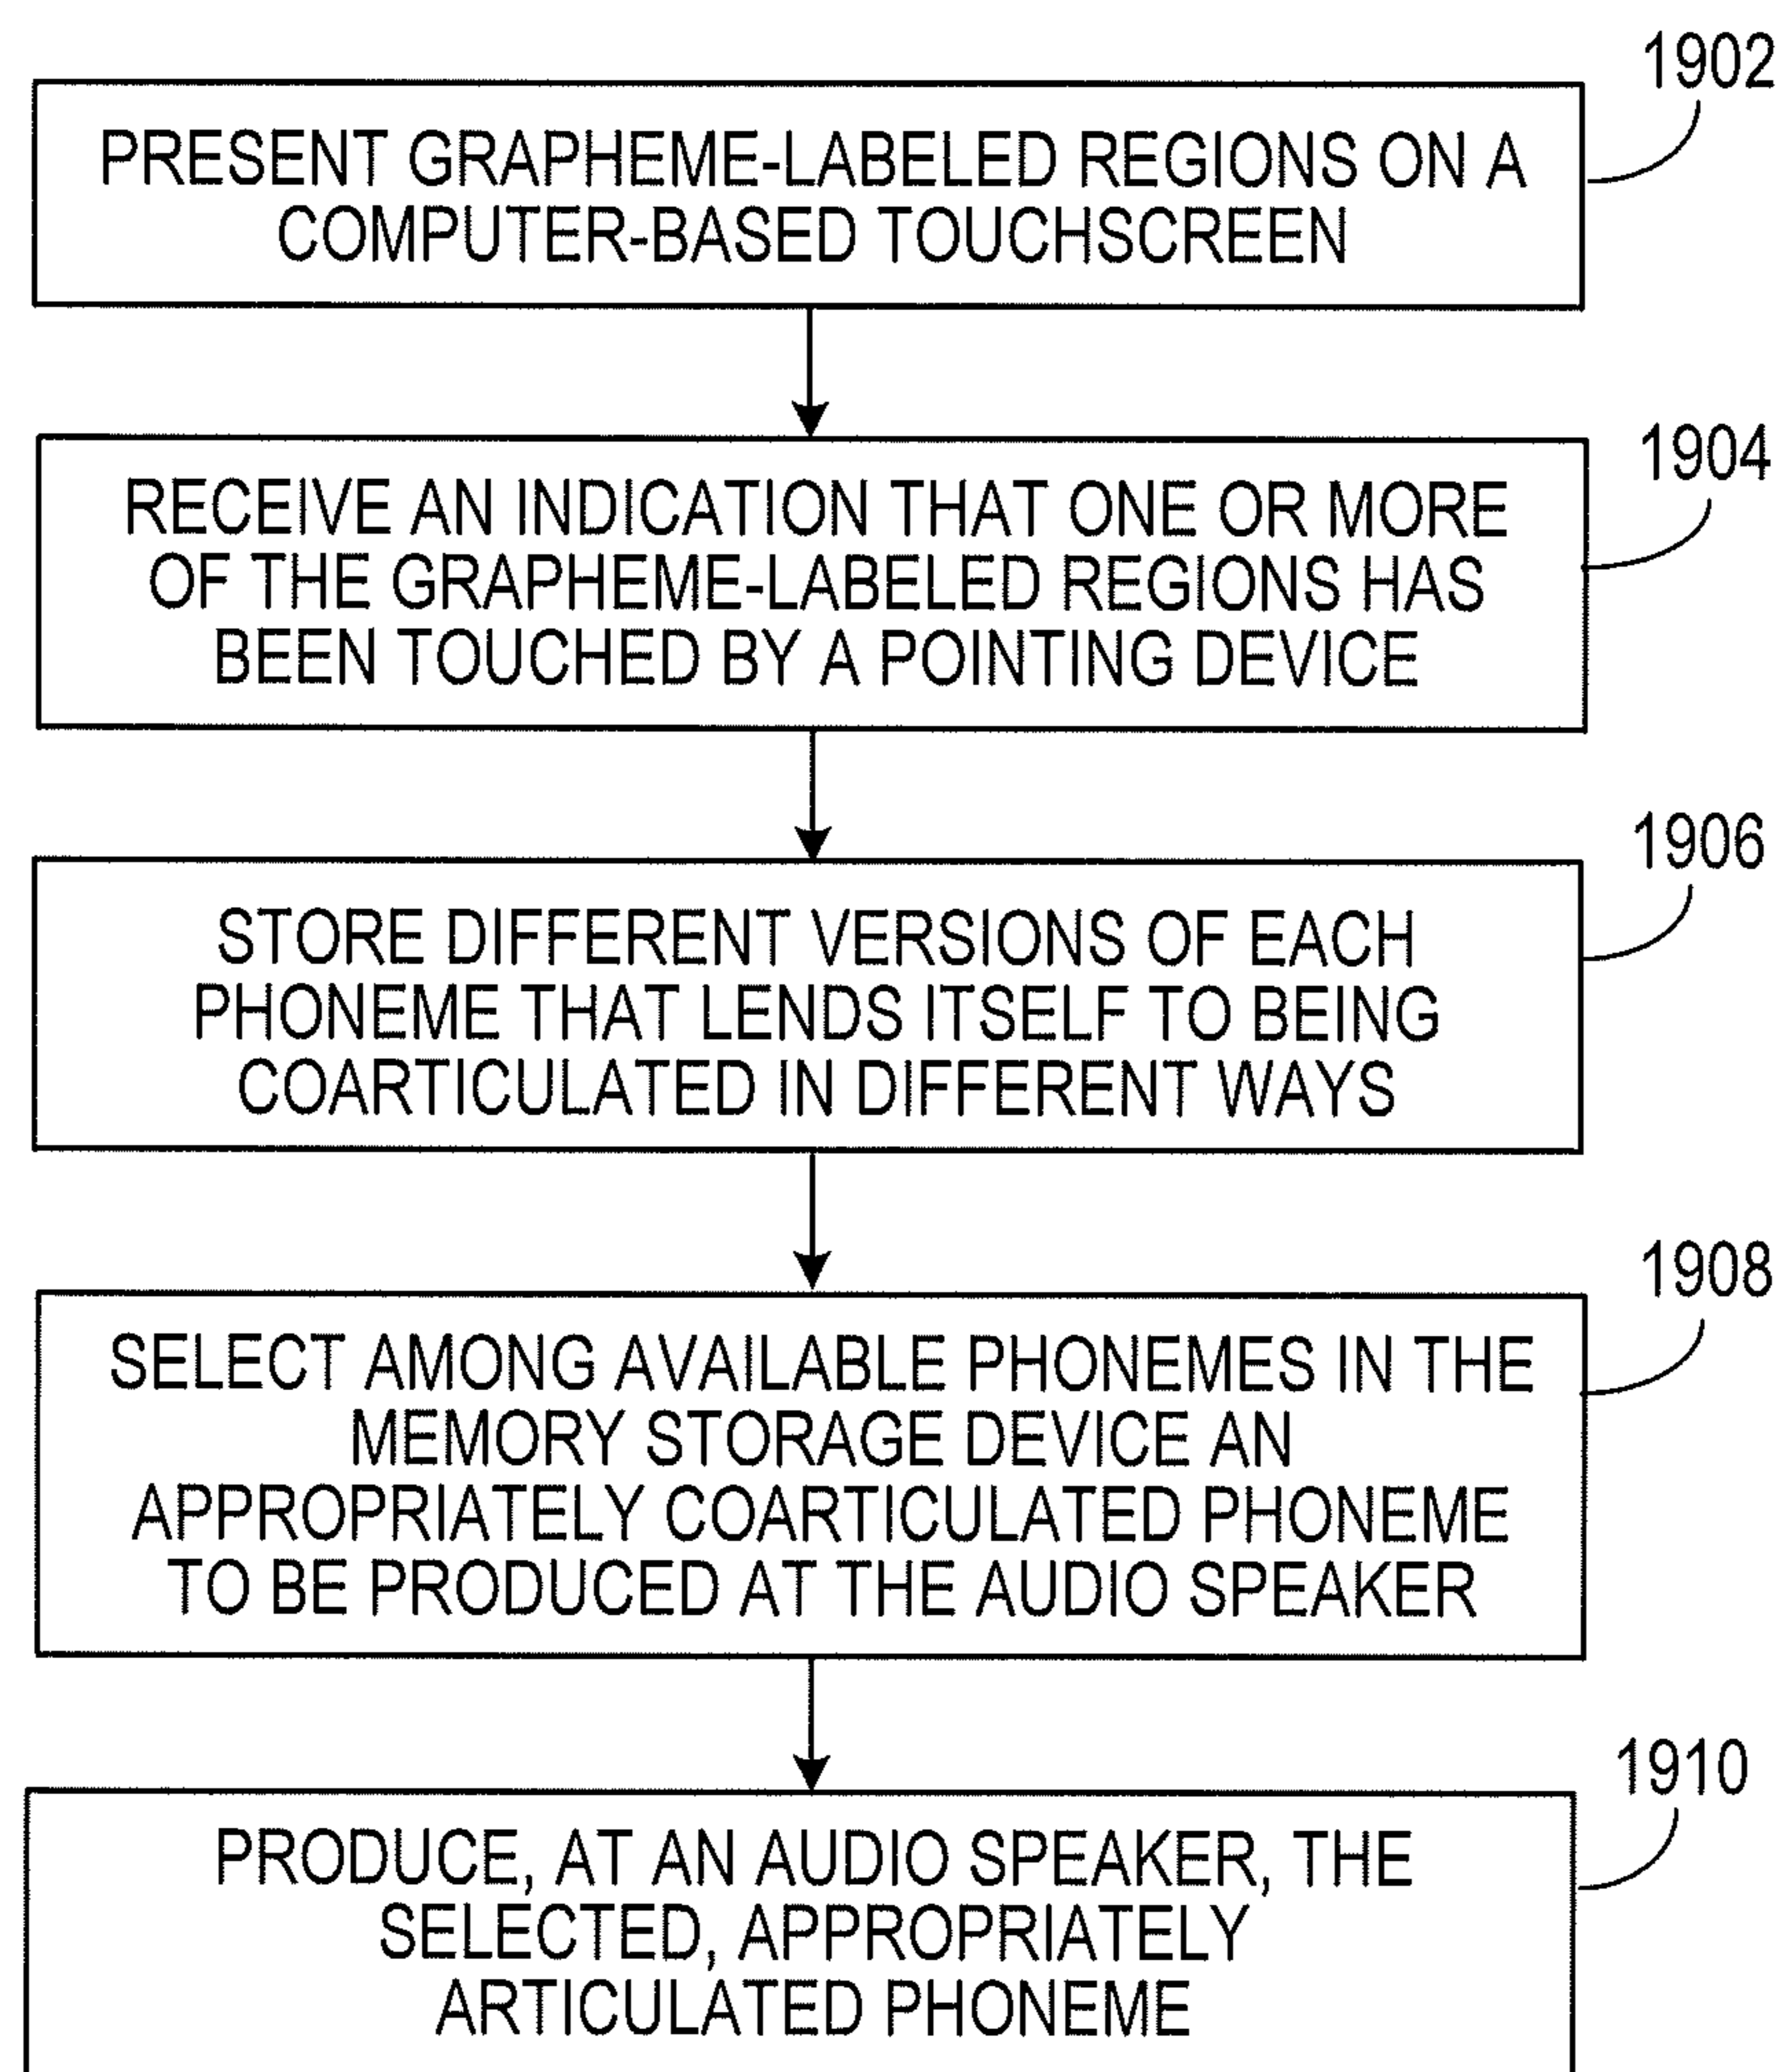 1902
PRESENT GRAPHEME-LABELED REGIONS ON A
COMPUTER-BASED TOUCHSCREEN
1904
RECEIVE AN INDICATION THAT ONE OR MORE
OF THE GRAPHEME-LABELED REGIONS HAS
BEEN TOUCHED BY A POINTING DEVICE
1906
STORE DIFFERENT VERSIONS OF EACH
PHONEME THAT LENDS ITSELF TO BEING
COARTICULATED IN DIFFERENT WAYS
1908
SELECT AMONG AVAILABLE PHONEMES IN THE
MEMORY STORAGE DEVICE AN
APPROPRIATELY COARTICULATED PHONEME
TO BE PRODUCED AT THE AUDIO SPEAKER
1910
PRODUCE, AT AN AUDIO SPEAKER, THE
SELECTED, APPROPRIATELY
ARTICULATED PHONEME